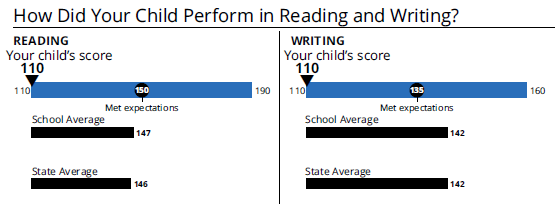 How Did Your Child Perform in Reading and Writing?
READING
Your child's score
110
110 150 190
Met expectations
School Average
147
State Average
146
WRITING
Your child's score
110
110 135 160
Met expectations
School Average
142
State Average
142